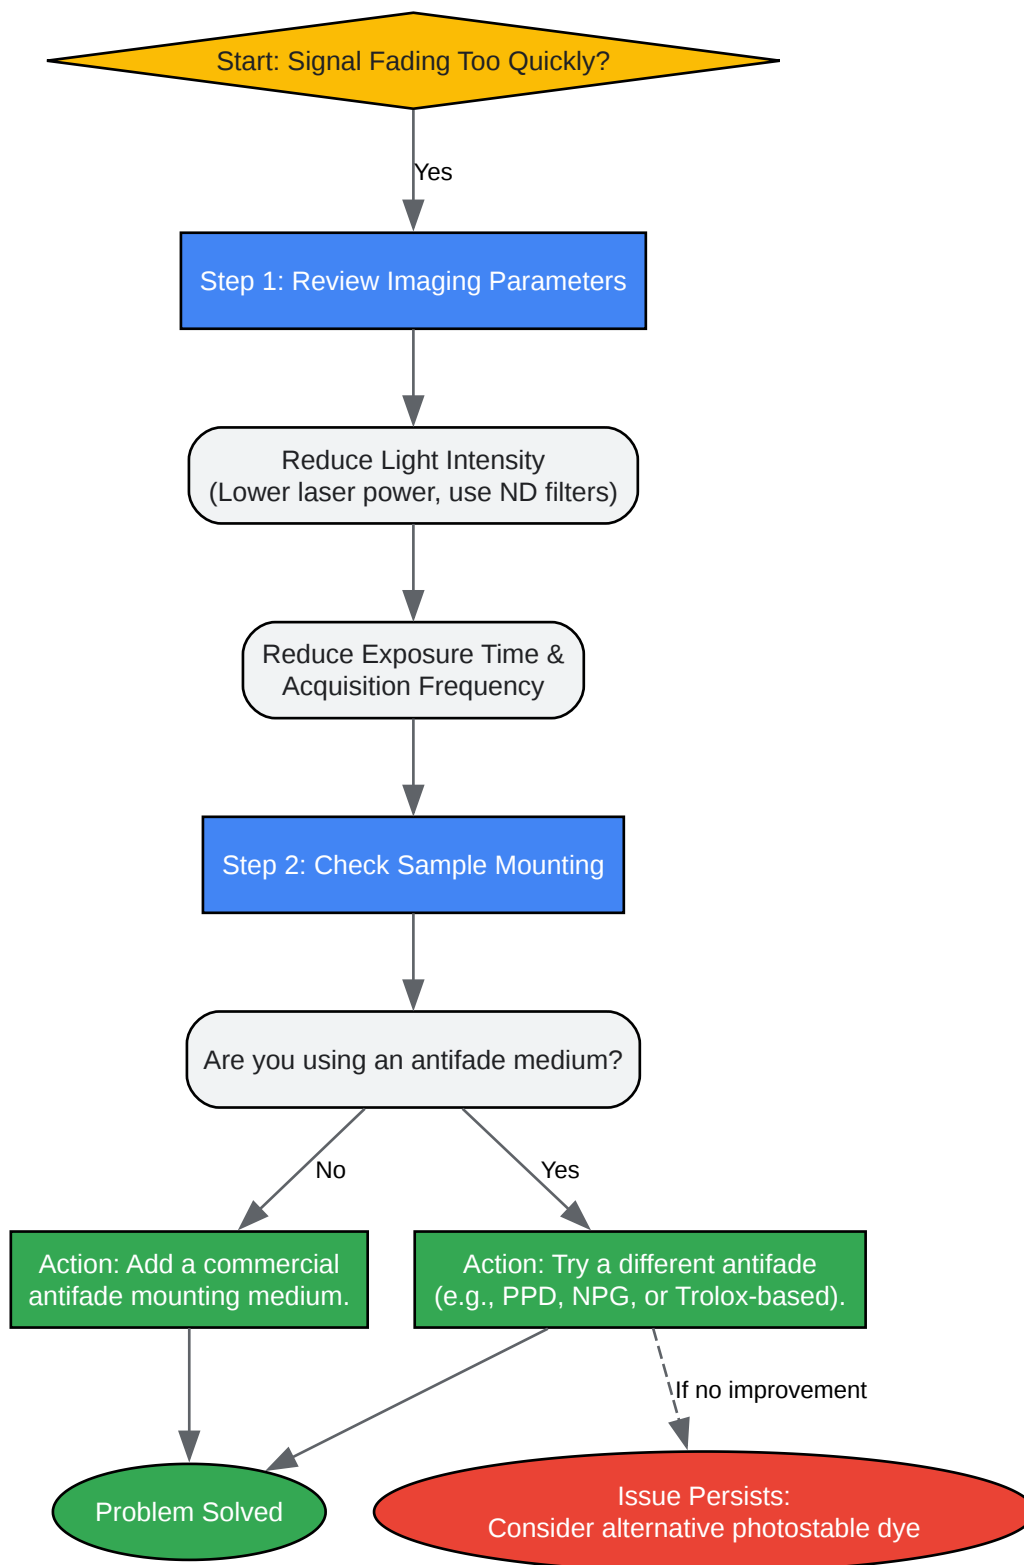 Start: Signal Fading Too Quickly?
Yes
Step 1: Review Imaging Parameters
Reduce Light Intensity
(Lower laser power, use ND filters)
Reduce Exposure Time &
Acquisition Frequency
Step 2: Check Sample Mounting
Are you using an antifade medium?
No
Yes
Action: Add a commercial
antifade mounting medium.
Action: Try a different antifade
(e.g., PPD, NPG, or Trolox-based).
If no improvement
Problem Solved
Issue Persists:
Consider alternative photostable dye